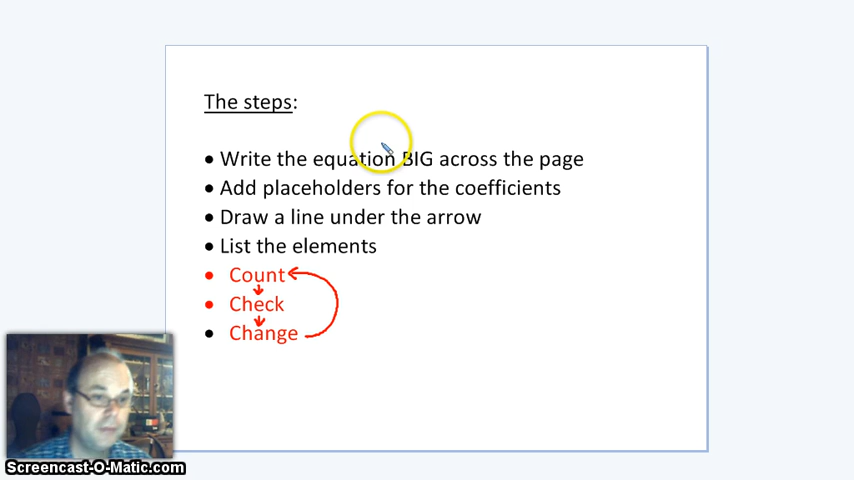 The steps:
• Write the equation BIG across the page
• Add placeholders for the coefficients
• Draw a line under the arrow
• List the elements
• Count
• Check
• Change
Screencast-O-Matic.com